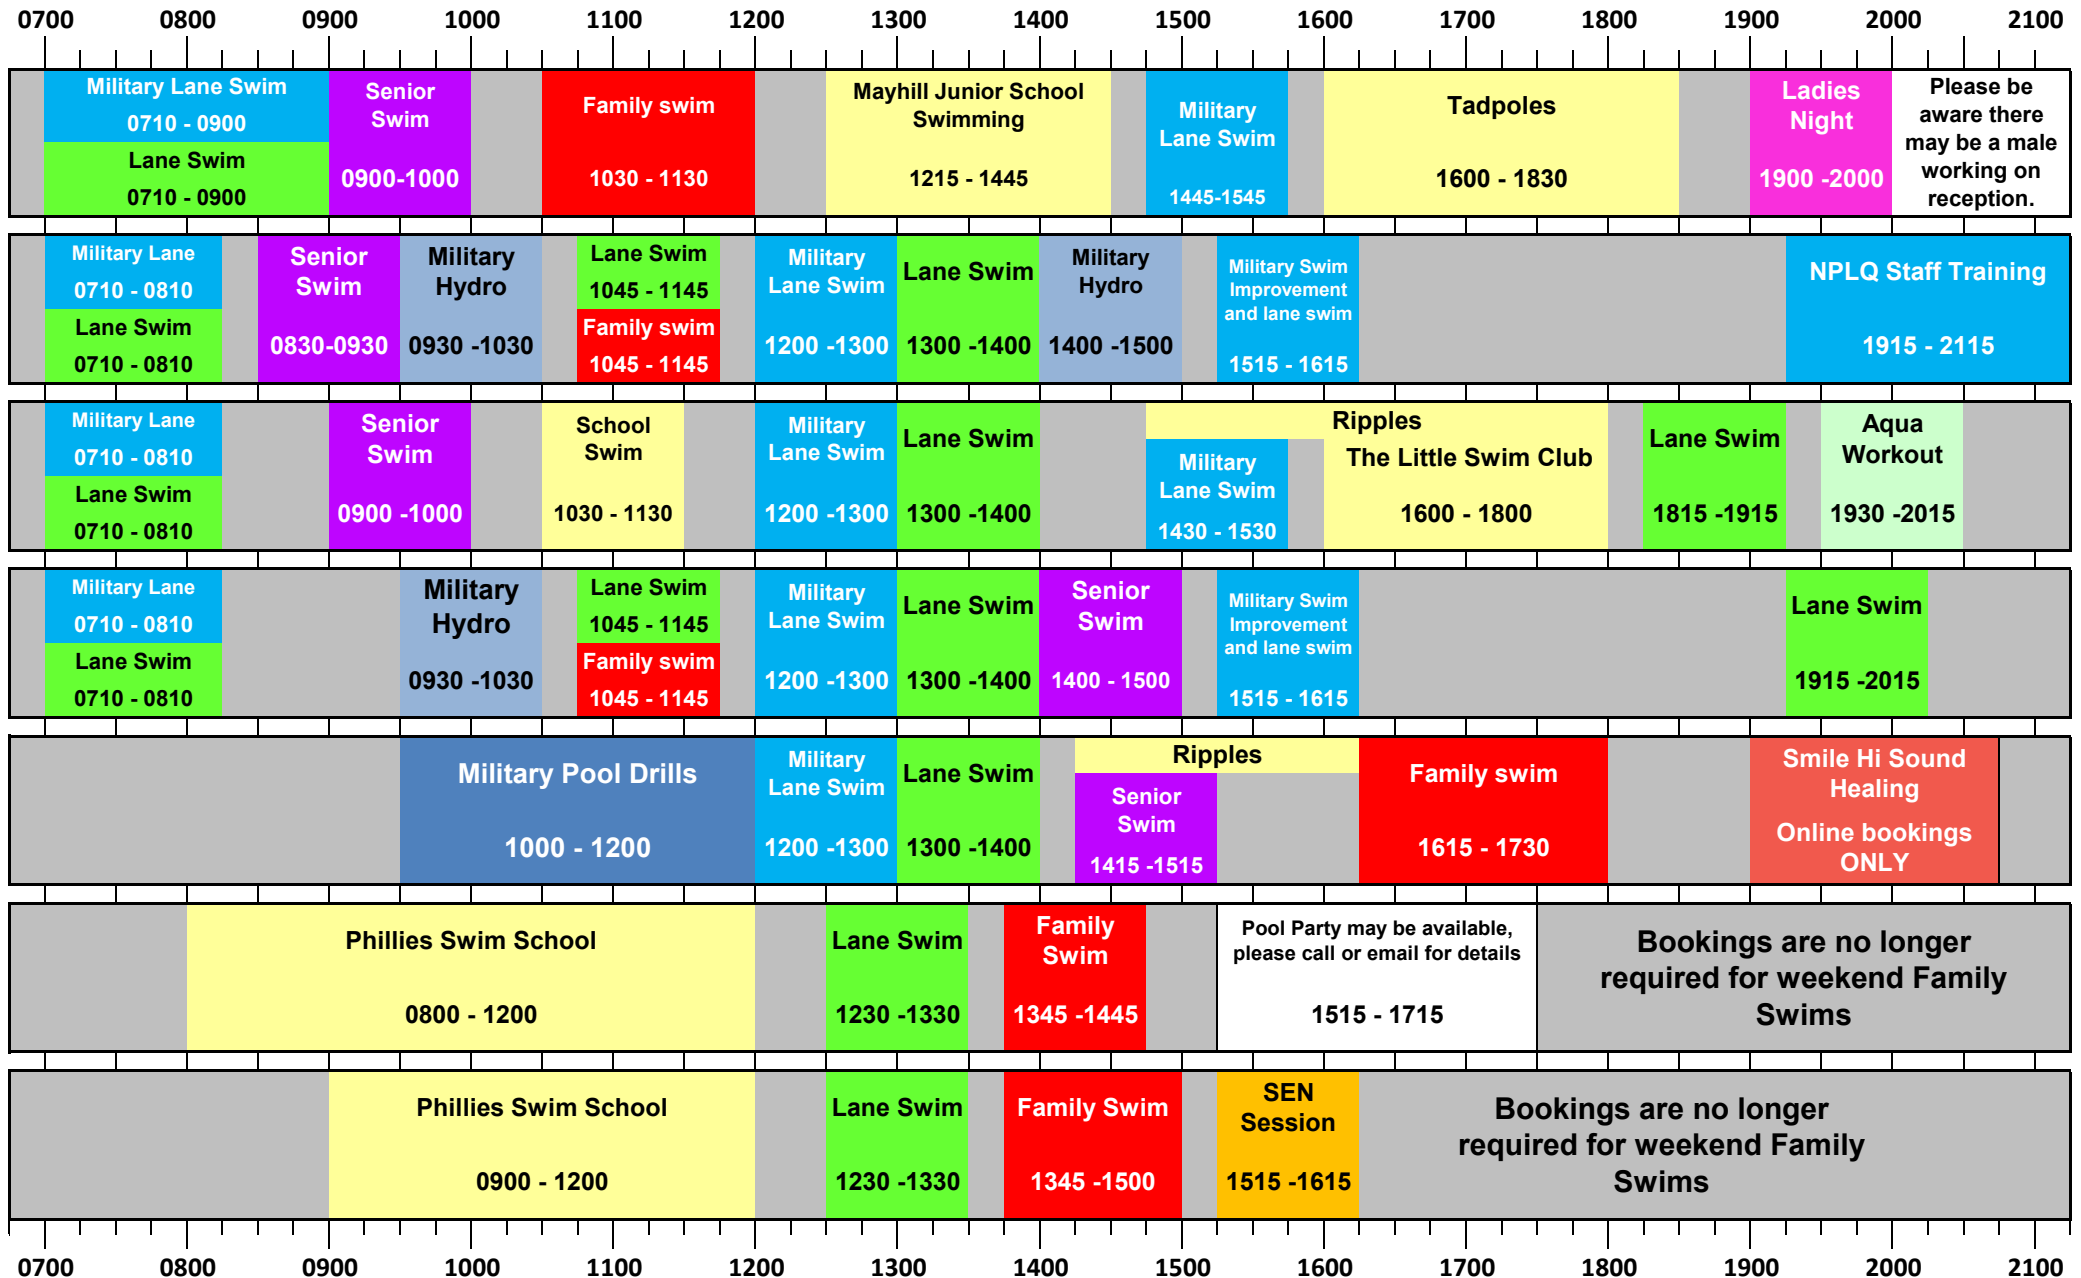 0700 0800 0900 1000 1100 1200 1300 1400 1500 1600 1700 1800 1900 2000 2100
Military Lane Swim
0710 - 0900
Lane Swim
0710 - 0900
Senior
Swim
0900-1000
Family swim
1030 - 1130
Mayhill Junior School
Swimming
1215 - 1445
Military
Lane Swim
1445-1545
Tadpoles
1600 - 1830
Ladies
Night
1900 -2000
Please be
aware there
may be a male
working on
reception.
Military Lane
0710 - 0810
Lane Swim
0710 - 0810
Senior
Swim
0830-0930
Military
Hydro
0930 -1030
Lane Swim
1045 - 1145
Family swim
1045 - 1145
Military
Lane Swim
1200 -1300
Lane Swim
1300 -1400
Military
Hydro
1400 -1500
Military Swim
Improvement
and lane swim
1515 - 1615
NPLQ Staff Training
1915 - 2115
Military Lane
0710 - 0810
Lane Swim
0710 - 0810
Senior
Swim
0900 -1000
School
Swim
1030 - 1130
Military
Lane Swim
1200 -1300
Lane Swim
1300 -1400
Ripples
Military
Lane Swim
1430 - 1530
The Little Swim Club
1600 - 1800
Lane Swim
1815 -1915
Aqua
Workout
1930 -2015
Military Lane
0710 - 0810
Lane Swim
0710 - 0810
Military
Hydro
0930 -1030
Lane Swim
1045 - 1145
Family swim
1045 - 1145
Military
Lane Swim
1200 -1300
Lane Swim
1300 -1400
Senior
Swim
1400 - 1500
Military Swim
Improvement
and lane swim
1515 - 1615
Lane Swim
1915 -2015
Military Pool Drills
1000 - 1200
Military
Lane Swim
1200 -1300
Lane Swim
1300 -1400
Ripples
Senior
Swim
1415 -1515
Family swim
1615 - 1730
Smile Hi Sound
Healing
Online bookings
ONLY
Phillies Swim School
0800 - 1200
Lane Swim
1230 -1330
Family
Swim
1345 -1445
Pool Party may be available,
please call or email for details
1515 - 1715
Bookings are no longer
required for weekend Family
Swims
Phillies Swim School
0900 - 1200
Lane Swim
1230 -1330
Family Swim
1345 -1500
SEN
Session
1515 -1615
Bookings are no longer
required for weekend Family
Swims
0700 0800 0900 1000 1100 1200 1300 1400 1500 1600 1700 1800 1900 2000 2100